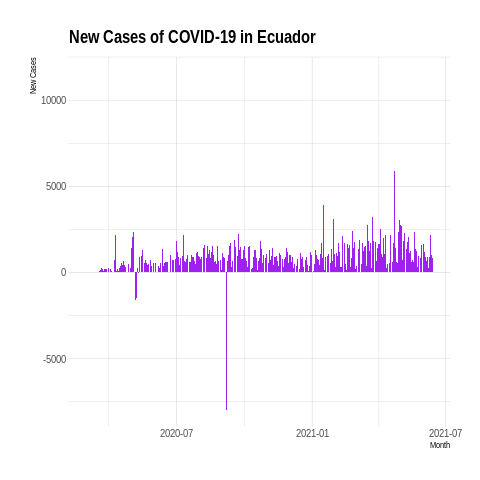 New Cases of COVID-19 in Ecuador
New Cases
10000
5000
0
-5000
2020-07
2021-01
2021-07
Month